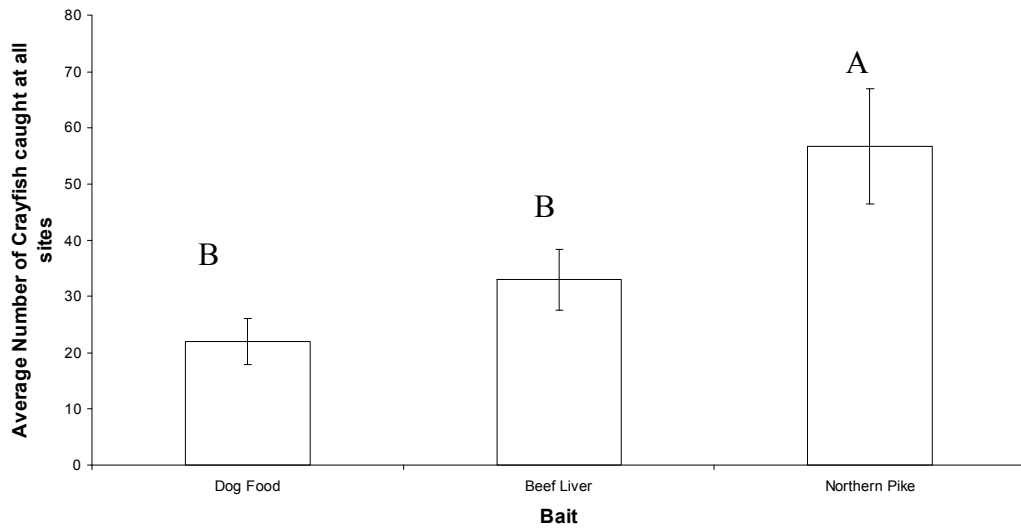 Average Number of Crayfish caught at all
sites
80
70
60
50
40
30
20
10
0
B
B
A
Dog Food
Beef Liver
Northern Pike
Bait